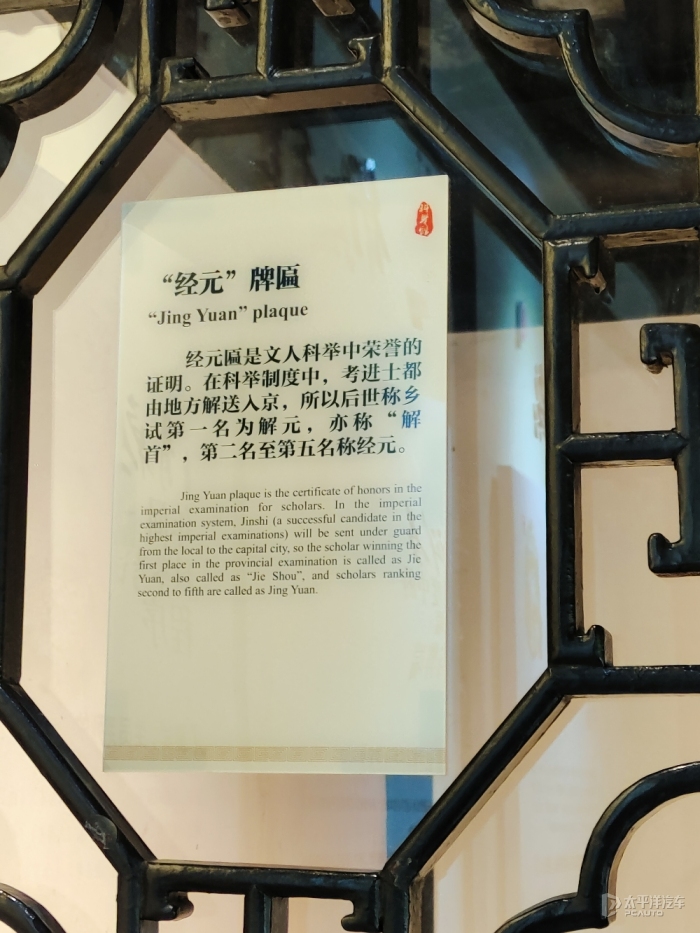 “经元”牌匾
“Jing Yuan” plaque
经元匾是文人科举中荣誉的
证明。在科举制度中，考进士都
由地方解送入京，所以后世称乡
试第一名为解元，亦称“解
首”，第二名至第五名称经元。
Jing Yuan plaque is the certificate of honors in the
imperial examination for scholars. In the imperial
examination system, Jinshi (a successful candidate in the
highest imperial examinations) will be sent under guard
from the local to the capital city, so the scholar winning the
first place in the provincial examination is called as Jie
Yuan, also called as “Jie Shou”, and scholars ranking
second to fifth are called as Jing Yuan.
太平洋汽车
PCAUTO